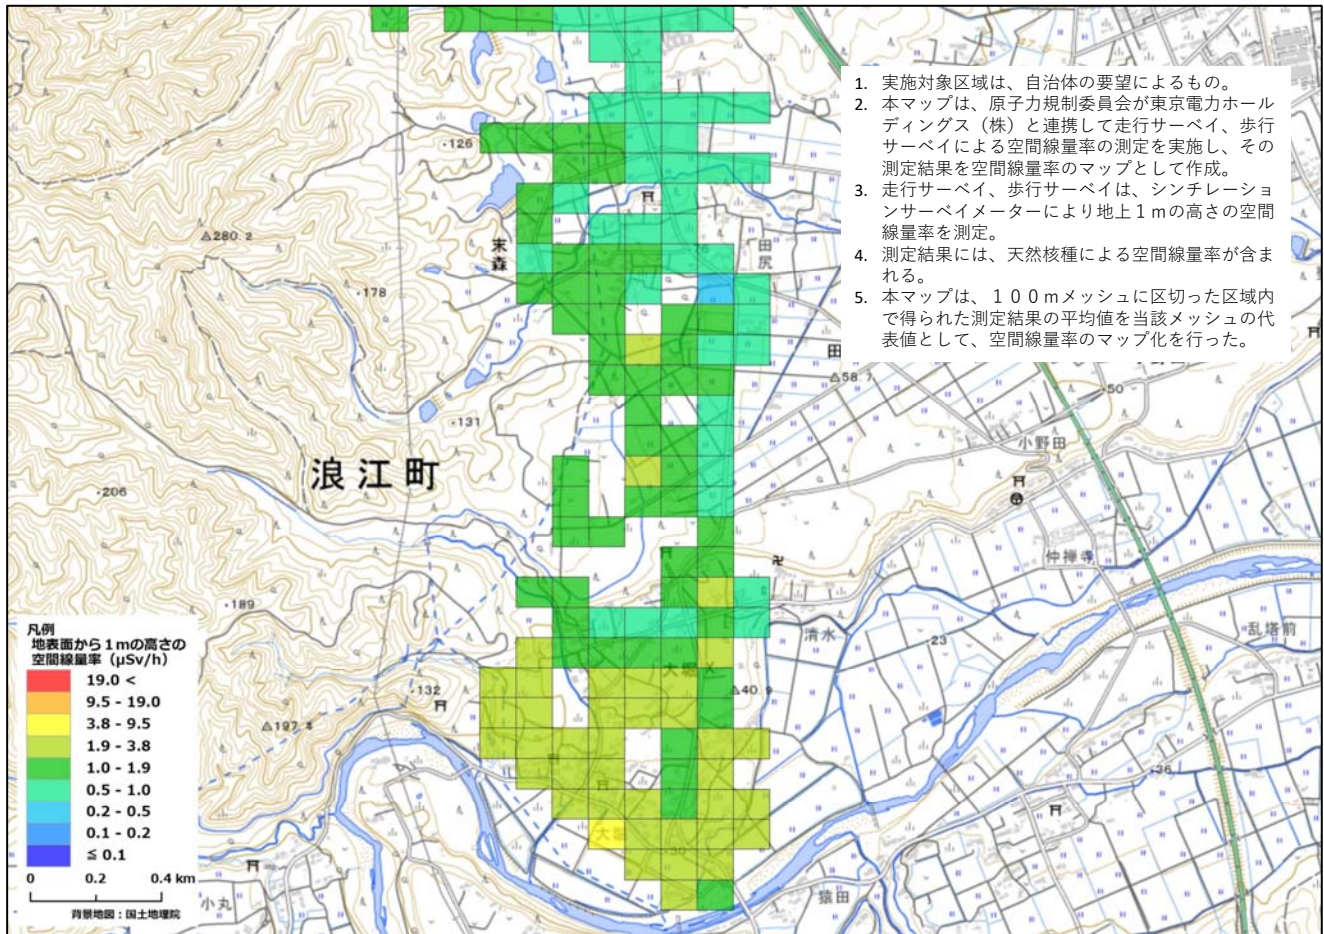 1. 実施対象区域は、自治体の要望によるもの。
2. 本マップは、原子力規制委員会が東京電力ホール
ディングス（株）と連携して走行サーベイ、歩行
サーベイによる空間線量率の測定を実施し、その
測定結果を空間線量率のマップとして作成。
3. 走行サーベイ、歩行サーベイは、シンチレーショ
ンサーベイメーターにより地上１ｍの高さの空間
線量率を測定。
4. 測定結果には、天然核種による空間線量率が含ま
れる。
5. 本マップは、１００ｍメッシュに区切った区域内
で得られた測定結果の平均値を当該メッシュの代
表値として、空間線量率のマップ化を行った。
126
280.2
末森
76
田尻
178
田
58.7
50
131
小野田
浪江町
206
仲禅寺
189
清水
23
乱塔前
大堀
40.9
132
197.8
36
大堀
30
猿田
小丸
凡例
地表面から１mの高さの
空間線量率（μSv/h）
19.0 <
9.5 - 19.0
3.8 - 9.5
1.9 - 3.8
1.0 - 1.9
0.5 - 1.0
0.2 - 0.5
0.1 - 0.2
≦ 0.1
0 0.2 0.4 km
背景地図：国土地理院